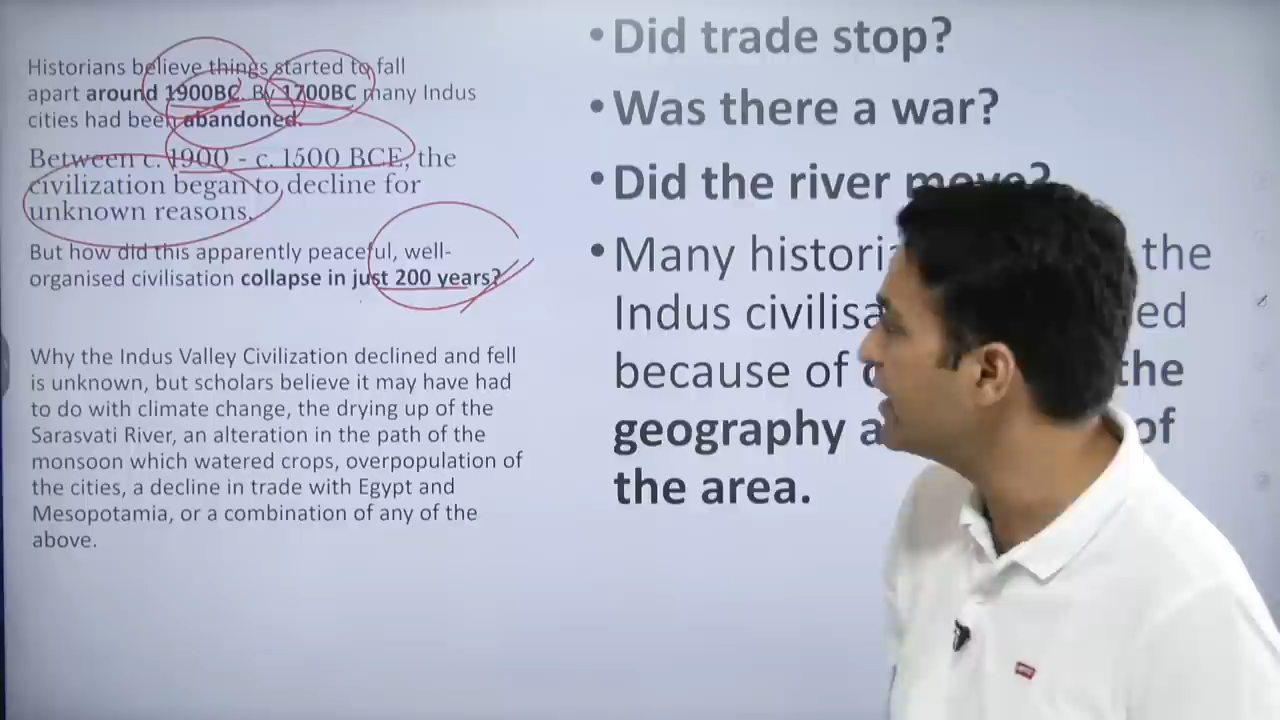 Historians believe things started to fall
apart around 1900BC. By 1700BC many Indus
cities had been abandoned.
Between c. 1900 - c. 1500 BCE, the
civilization began to decline for
unknown reasons.
But how did this apparently peaceful, well-
organised civilisation collapse in just 200 years?
Why the Indus Valley Civilization declined and fell
is unknown, but scholars believe it may have had
to do with climate change, the drying up of the
Sarasvati River, an alteration in the path of the
monsoon which watered crops, overpopulation of
the cities, a decline in trade with Egypt and
Mesopotamia, or a combination of any of the
above.
• Did trade stop?
• Was there a war?
• Did the river move?
• Many the
Indus
because of the
geography of
the area.